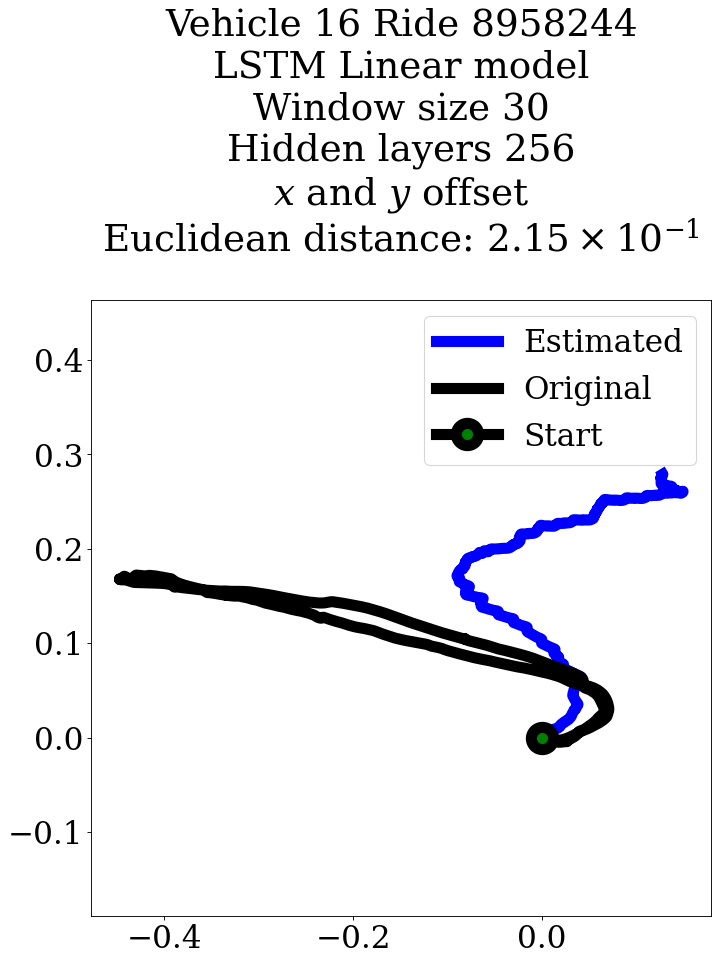 Vehicle 16 Ride 8958244
LSTM Linear model
Window size 30
Hidden layers 256
x and y offset
Euclidean distance: 2.15 × 10⁻¹
Estimated
Original
Start
0.4
0.3
0.2
0.1
0.0
−0.1
−0.4
−0.2
0.0